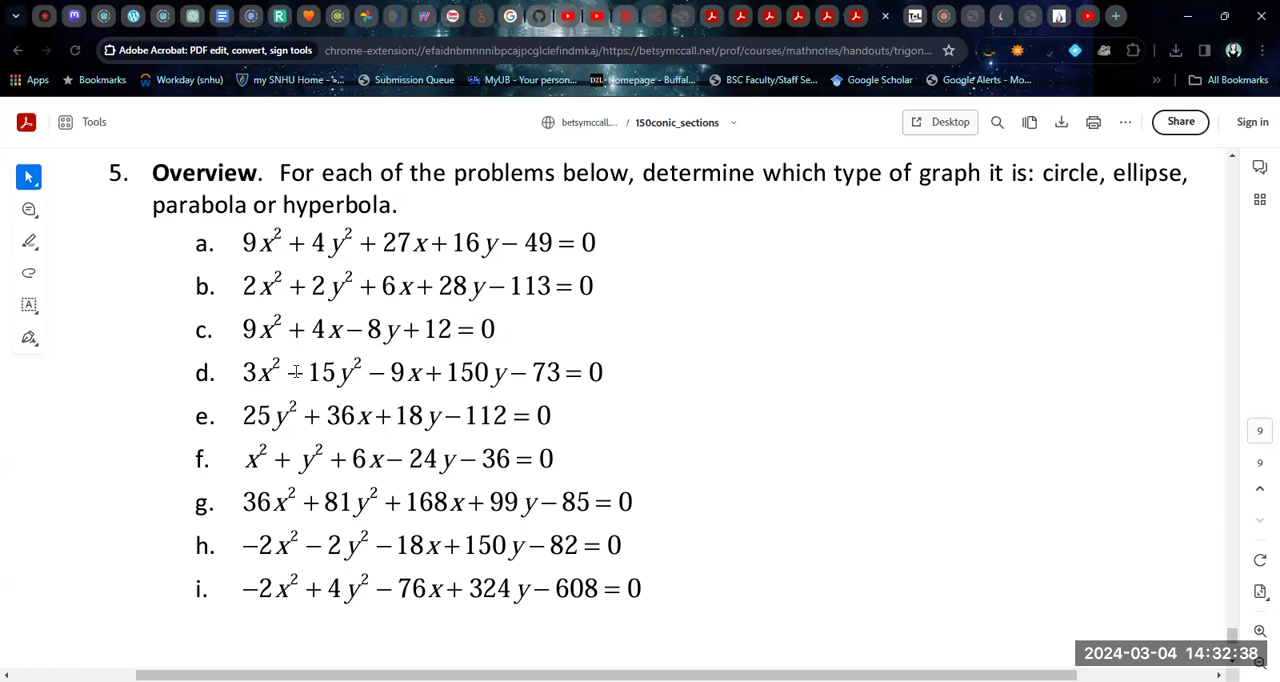 Adobe Acrobat: PDF edit, convert, sign tools
chrome-extension://efaidnbmnnnibpcajpcglclefindmkaj/https://betsymccall.net/prof/courses/mathnotes/handouts/trigon...
Apps
Bookmarks
Workday (snhu)
my SNHU Home - ...
Submission Queue
MyUB - Your person...
DZL
Homepage - Buffal...
BSC Faculty/Staff Se...
Google Scholar
Google Alerts - Mo...
»
All Bookmarks
Tools
betsymccall.... / 150conic_sections
Desktop
Share
Sign in
5. Overview. For each of the problems below, determine which type of graph it is: circle, ellipse,
parabola or hyperbola.
a. 9x² + 4y² + 27x + 16y − 49 = 0
b. 2x² + 2y² + 6x + 28y − 113 = 0
c. 9x² + 4x − 8y + 12 = 0
d. 3x² − 15y² − 9x + 150y − 73 = 0
e. 25y² + 36x + 18y − 112 = 0
f. x² + y² + 6x − 24y − 36 = 0
g. 36x² + 81y² + 168x + 99y − 85 = 0
h. −2x² − 2y² − 18x + 150y − 82 = 0
i. −2x² + 4y² − 76x + 324y − 608 = 0
9
9
2024-03-04 14:32:38